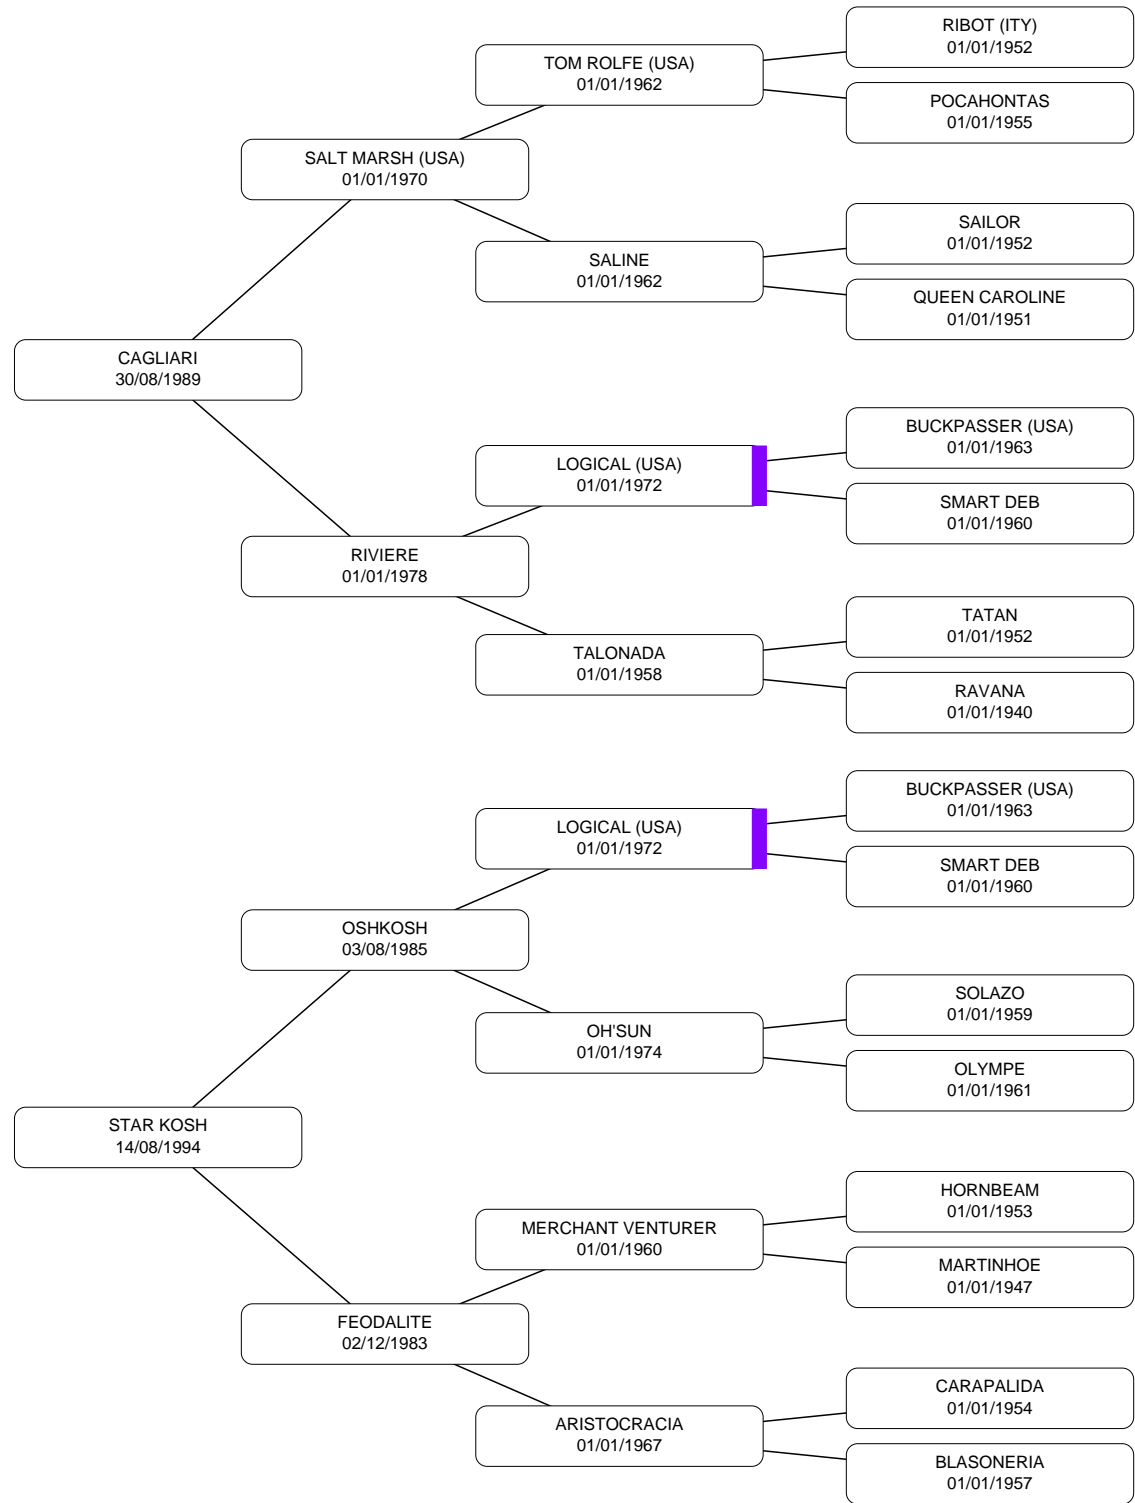 RIBOT (ITY)
01/01/1952
TOM ROLFE (USA)
01/01/1962
POCAHONTAS
01/01/1955
SALT MARSH (USA)
01/01/1970
SAILOR
01/01/1952
SALINE
01/01/1962
QUEEN CAROLINE
01/01/1951
CAGLIARI
30/08/1989
BUCKPASSER (USA)
01/01/1963
LOGICAL (USA)
01/01/1972
SMART DEB
01/01/1960
RIVIERE
01/01/1978
TATAN
01/01/1952
TALONADA
01/01/1958
RAVANA
01/01/1940
BUCKPASSER (USA)
01/01/1963
LOGICAL (USA)
01/01/1972
SMART DEB
01/01/1960
OSHKOSH
03/08/1985
SOLAZO
01/01/1959
OH'SUN
01/01/1974
OLYMPE
01/01/1961
STAR KOSH
14/08/1994
HORNBEAM
01/01/1953
MERCHANT VENTURER
01/01/1960
MARTINHOE
01/01/1947
FEODALITE
02/12/1983
CARAPALIDA
01/01/1954
ARISTOCRACIA
01/01/1967
BLASONERIA
01/01/1957